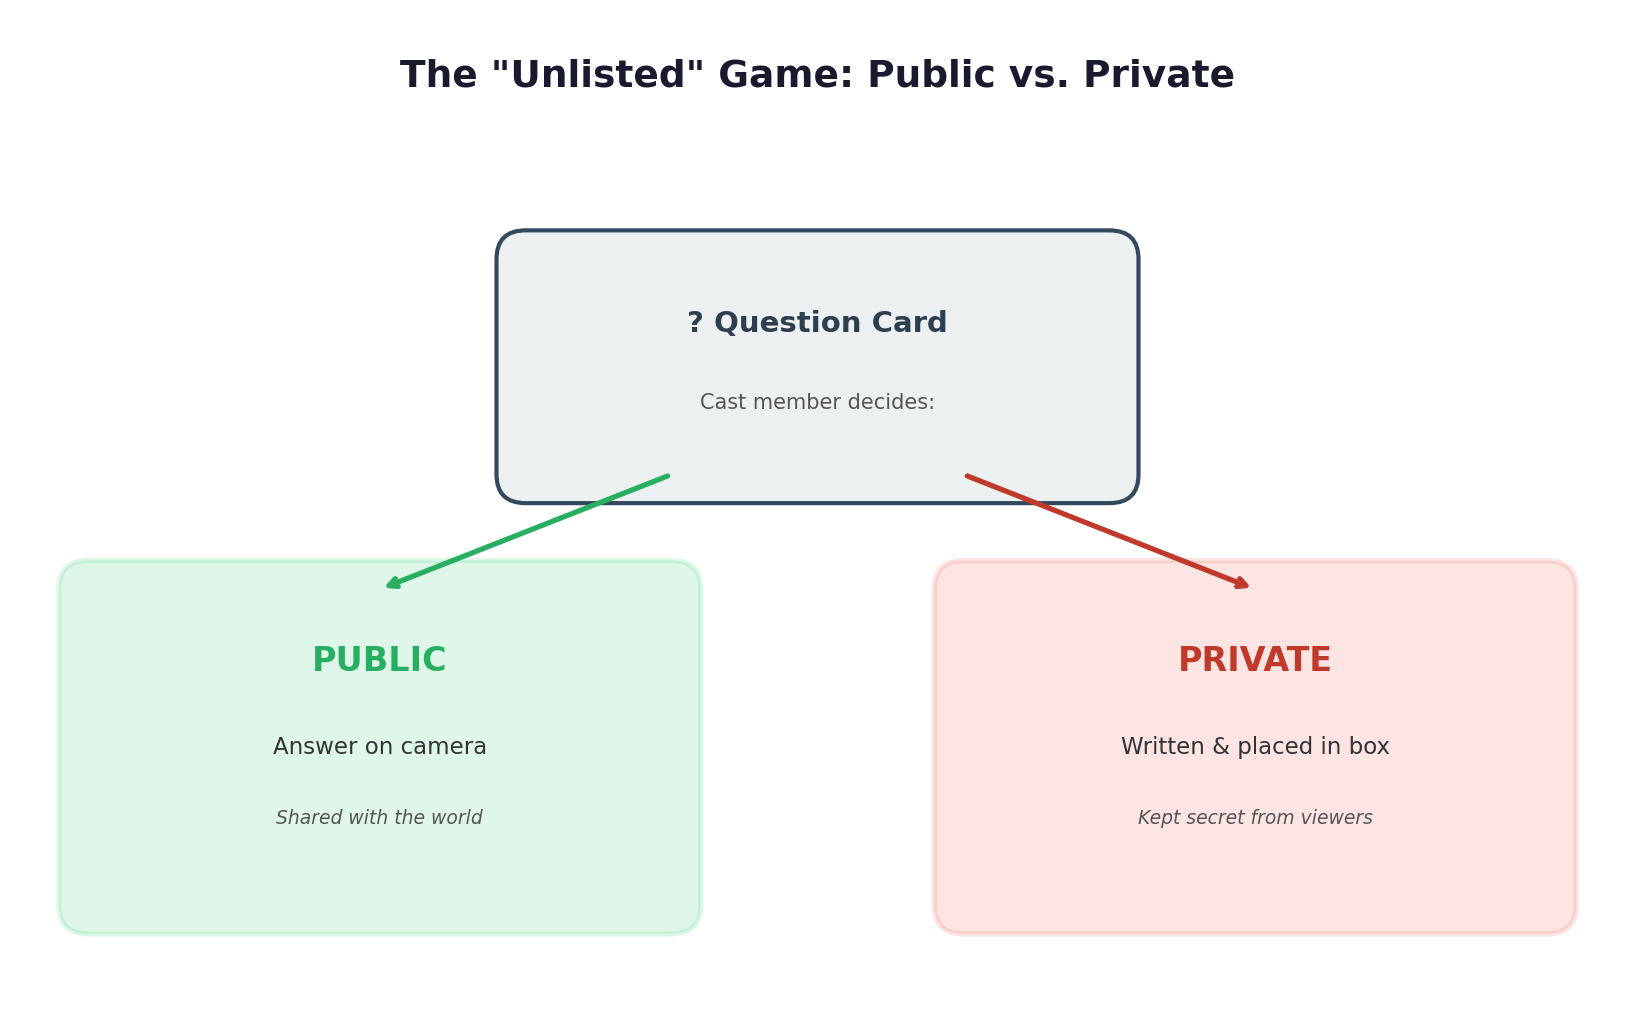 The "Unlisted" Game: Public vs. Private
? Question Card
Cast member decides:
PUBLIC
Answer on camera
Shared with the world
PRIVATE
Written & placed in box
Kept secret from viewers